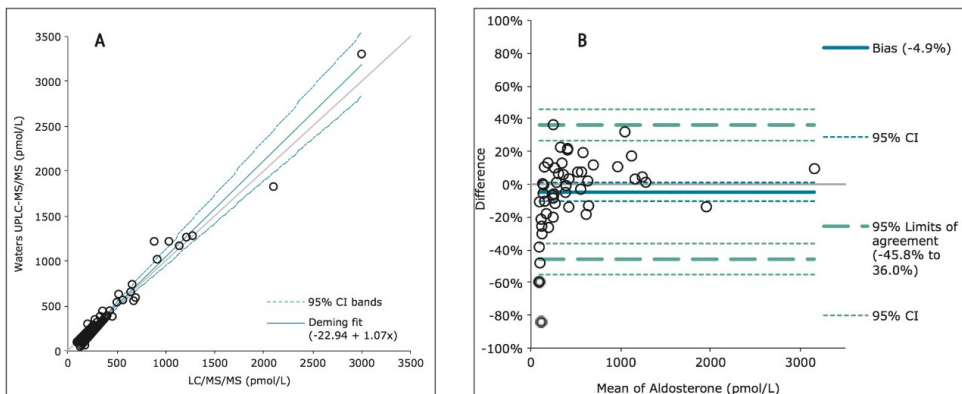 A
3500
3000
2500
2000
1500
1000
500
0
Waters UPLC-MS/MS (pmol/L)
95% CI bands
Deming fit
(-22.94 + 1.07x)
0 500 1000 1500 2000 2500 3000 3500
LC/MS/MS (pmol/L)
B
100%
80%
60%
40%
20%
0%
-20%
-40%
-60%
-80%
-100%
Difference
0 1000 2000 3000
Mean of Aldosterone (pmol/L)
Bias (-4.9%)
95% CI
95% Limits of
agreement
(-45.8% to
36.0%)
95% CI